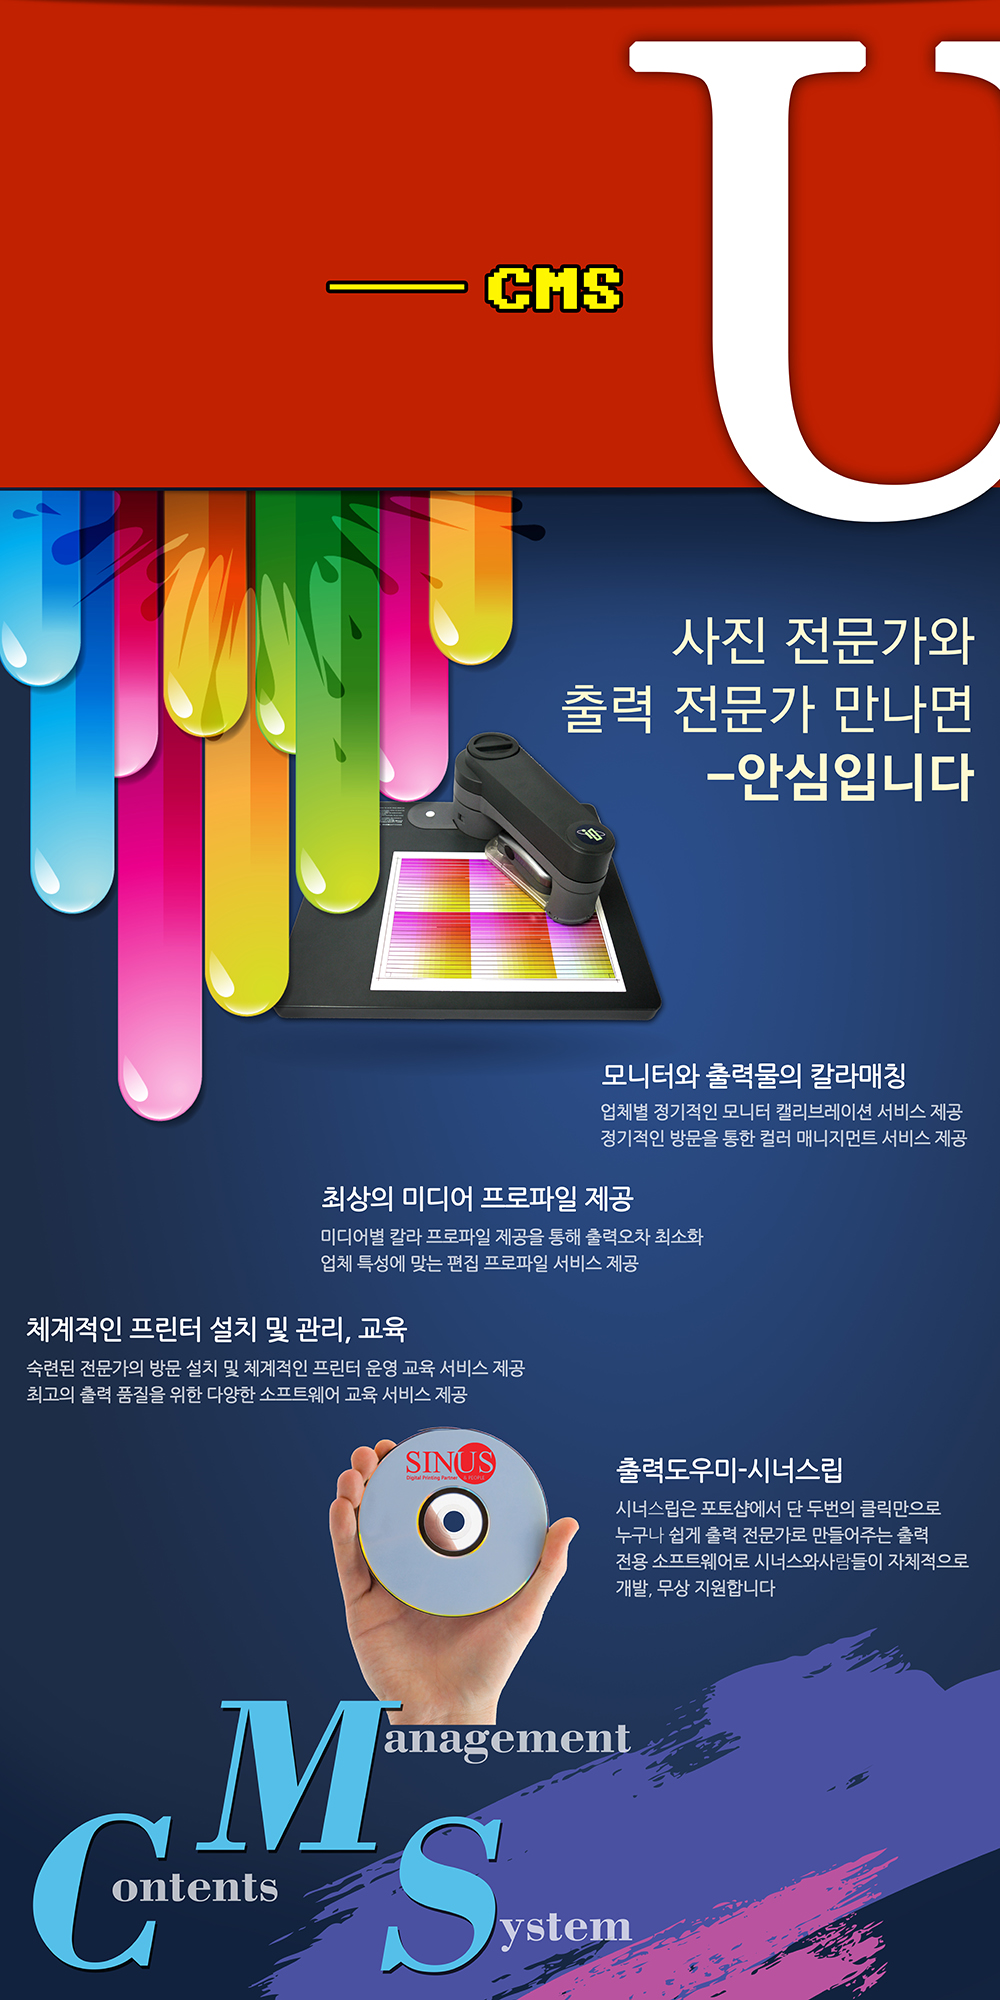 U
CMS
사진 전문가와
출력 전문가 만나면
–안심입니다
모니터와 출력물의 칼라매칭
업체별 정기적인 모니터 캘리브레이션 서비스 제공
정기적인 방문을 통한 컬러 매니지먼트 서비스 제공
최상의 미디어 프로파일 제공
미디어별 칼라 프로파일 제공을 통해 출력오차 최소화
업체 특성에 맞는 편집 프로파일 서비스 제공
체계적인 프린터 설치 및 관리, 교육
숙련된 전문가의 방문 설치 및 체계적인 프린터 운영 교육 서비스 제공
최고의 출력 품질을 위한 다양한 소프트웨어 교육 서비스 제공
SINUS
Digital Printing Partner & PEOPLE
출력도우미-시너스립
시너스립은 포토샵에서 단 두번의 클릭만으로
누구나 쉽게 출력 전문가로 만들어주는 출력
전용 소프트웨어로 시너스와사람들이 자체적으로
개발, 무상 지원합니다
Contents
Management
System